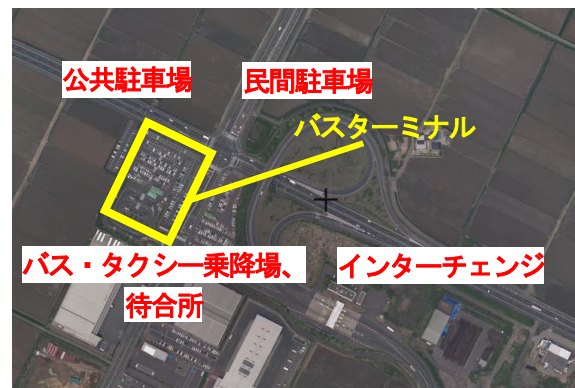 公共駐車場
民間駐車場
バスターミナル
バス・タクシー乗降場、
待合所
インターチェンジ